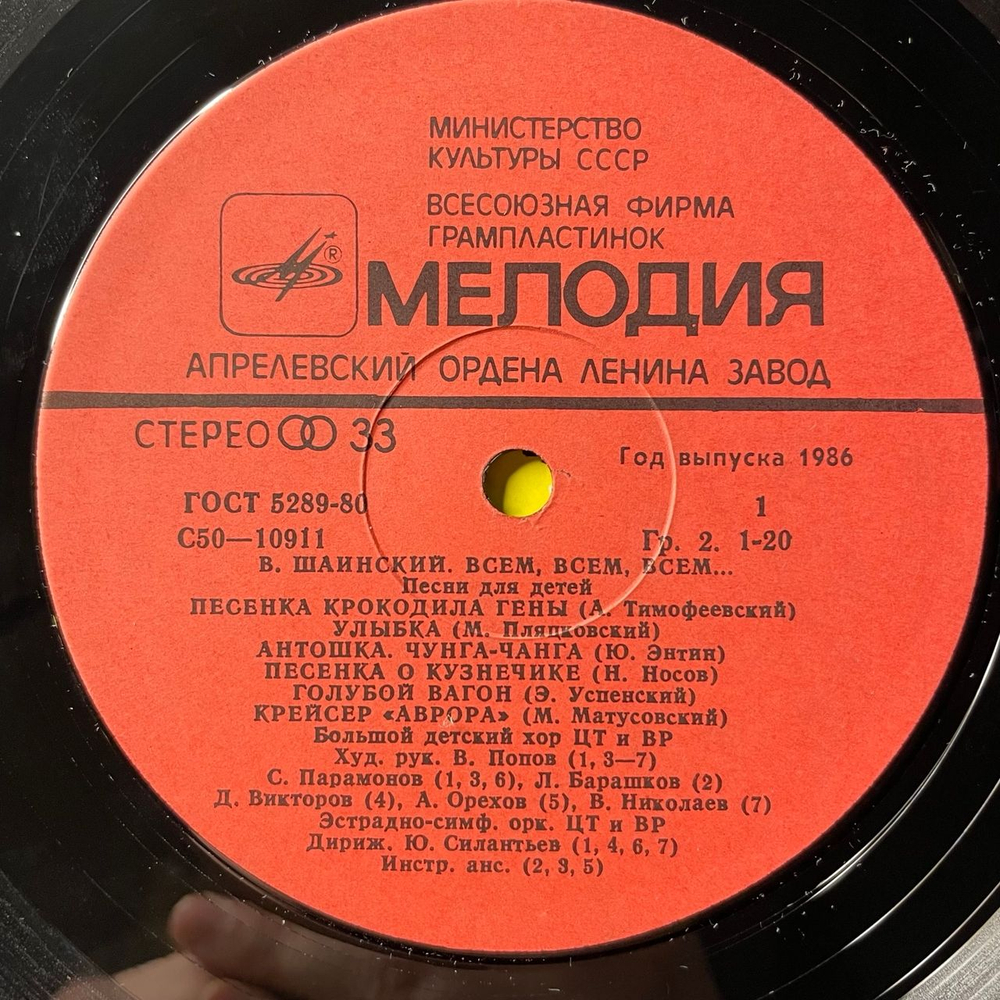 МИНИСТЕРСТВО
КУЛЬТУРЫ СССР
ВСЕСОЮЗНАЯ ФИРМА
ГРАМПЛАСТИНОК
®
МЕЛОДИЯ
АПРЕЛЕВСКИЙ ОРДЕНА ЛЕНИНА ЗАВОД
СТЕРЕО 33
Год выпуска 1986
ГОСТ 5289-80 1
С50—10911 Гр. 2. 1-20
В. ШАИНСКИЙ. ВСЕМ, ВСЕМ, ВСЕМ...
Песни для детей
ПЕСЕНКА КРОКОДИЛА ГЕНЫ (А. Тимофеевский)
УЛЫБКА (М. Пляцковский)
АНТОШКА. ЧУНГА-ЧАНГА (Ю. Энтин)
ПЕСЕНКА О КУЗНЕЧИКЕ (Н. Носов)
ГОЛУБОЙ ВАГОН (Э. Успенский)
КРЕЙСЕР «АВРОРА» (М. Матусовский)
Большой детский хор ЦТ и ВР
Худ. рук. В. Попов (1, 3—7)
С. Парамонов (1, 3, 6), Л. Барашков (2)
Д. Викторов (4), А. Орехов (5), В. Николаев (7)
Эстрадно-симф. орк. ЦТ и ВР
Дириж. Ю. Силантьев (1, 4, 6, 7)
Инстр. анс. (2, 3, 5)